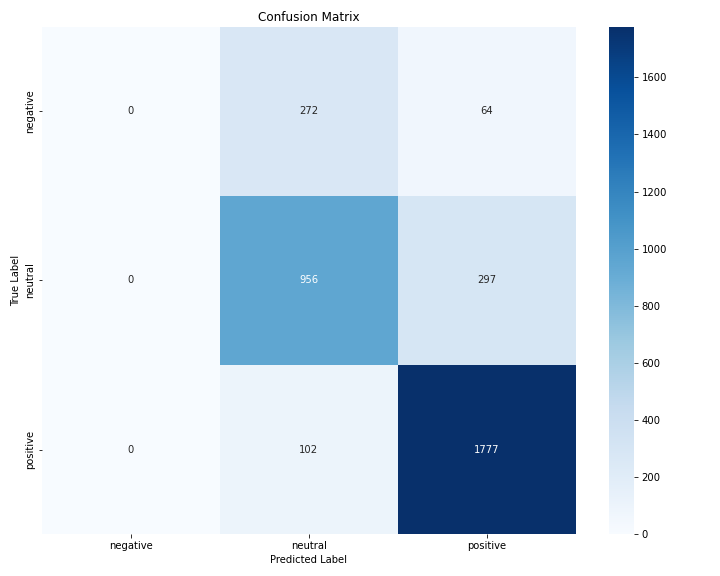 Confusion Matrix
True Label
negative
0
272
64
neutral
0
956
297
positive
0
102
1777
negative
neutral
positive
Predicted Label
1600
1400
1200
1000
800
600
400
200
0